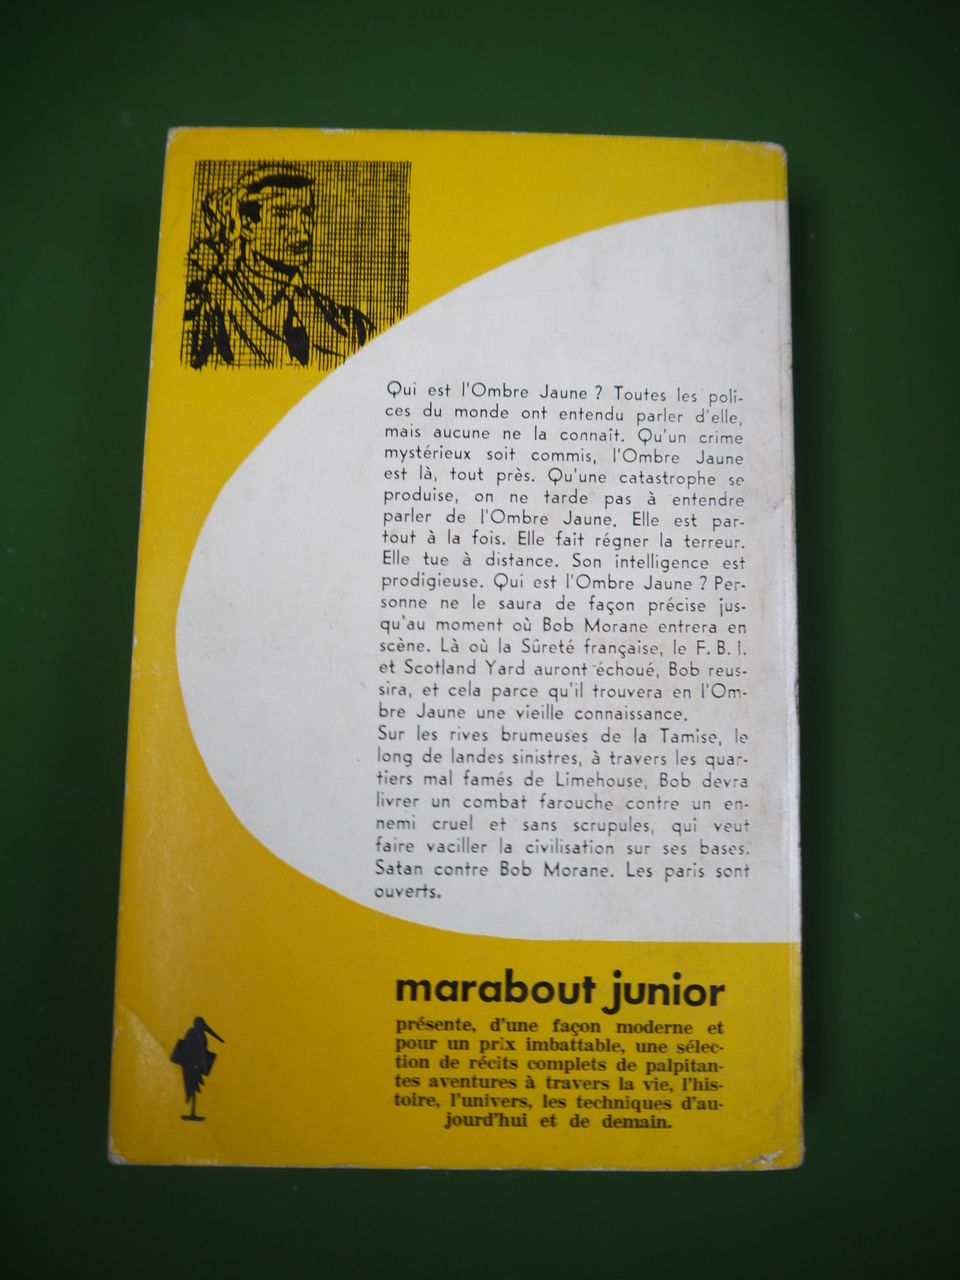 Qui est l'Ombre Jaune ? Toutes les poli-
ces du monde ont entendu parler d'elle,
mais aucune ne la connaît. Qu'un crime
mystérieux soit commis, l'Ombre Jaune
est là, tout près. Qu'une catastrophe se
produise, on ne tarde pas à entendre
parler de l'Ombre Jaune. Elle est par-
tout à la fois. Elle fait régner la terreur.
Elle tue à distance. Son intelligence est
prodigieuse. Qui est l'Ombre Jaune ? Per-
sonne ne le saura de façon précise jus-
qu'au moment où Bob Morane entrera en
scène. Là où la Sûreté française, le F. B. I.
et Scotland Yard auront échoué, Bob reus-
sira, et cela parce qu'il trouvera en l'Om-
bre Jaune une vieille connaissance.
Sur les rives brumeuses de la Tamise, le
long de landes sinistres, à travers les quar-
tiers mal famés de Limehouse, Bob devra
livrer un combat farouche contre un en-
nemi cruel et sans scrupules, qui veut
faire vaciller la civilisation sur ses bases.
Satan contre Bob Morane. Les paris sont
ouverts.
marabout junior
présente, d'une façon moderne et
pour un prix imbattable, une sélec-
tion de récits complets de palpitan-
tes aventures à travers la vie, l'his-
toire, l'univers, les techniques d'au-
jourd'hui et de demain.